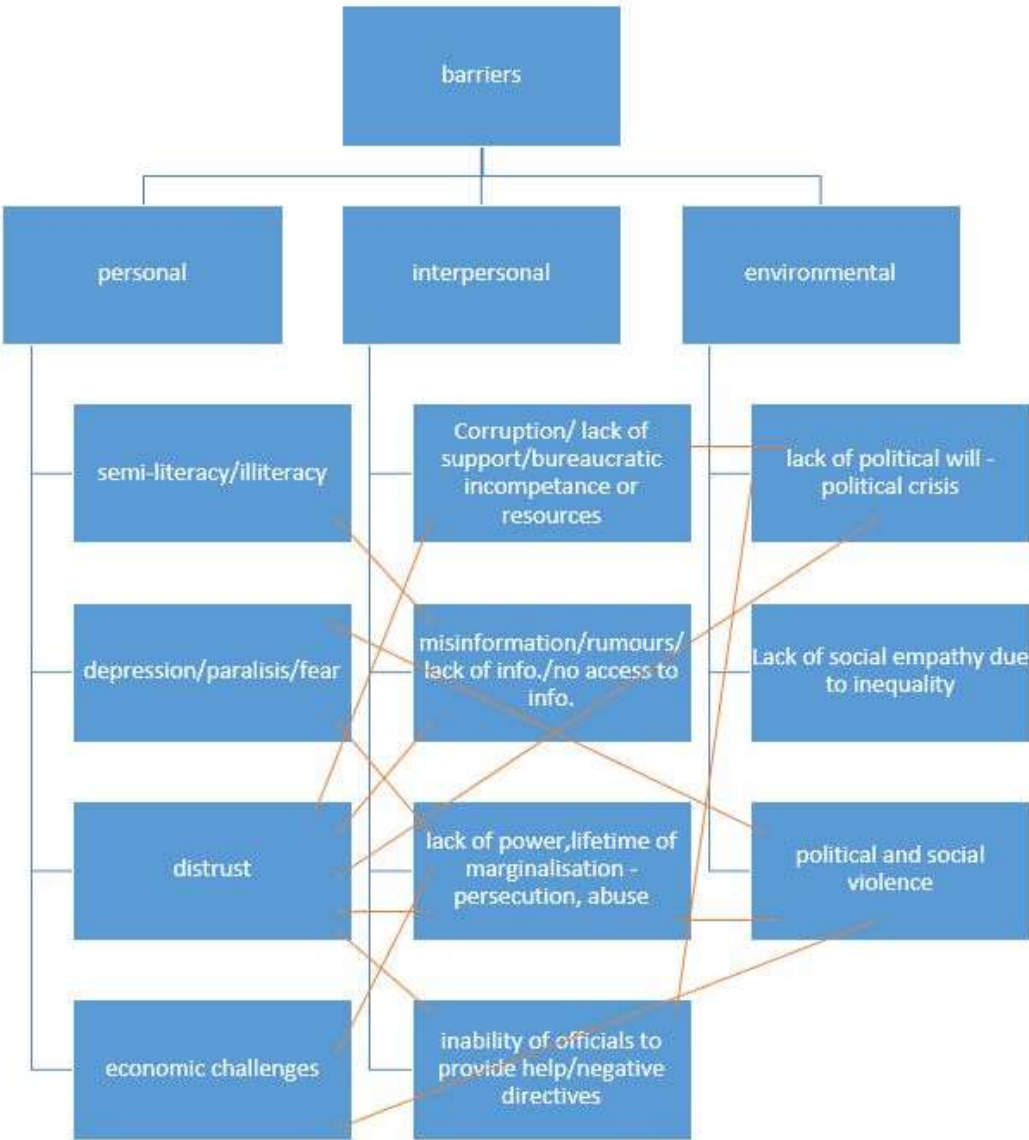 barriers
personal
interpersonal
environmental
semi-literacy/illiteracy
depression/paralisis/fear
distrust
economic challenges
Corruption/ lack of
support/bureaucratic
incompetance or
resources
misinformation/rumours/
lack of info./no access to
info.
lack of power,lifetime of
marginalisation -
persecution, abuse
inability of officials to
provide help/negative
directives
lack of political will -
political crisis
Lack of social empathy due
to inequality
political and social
violence